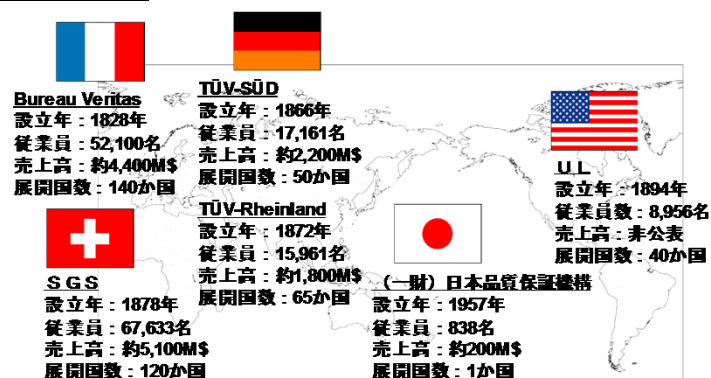 Bureau Veritas
設立年：1828年
従業員：52,100名
売上高：約4,400M$
展開国数：140か国
TŪV-SŪD
設立年：1866年
従業員：17,161名
売上高：約2,200M$
展開国数：50か国
TŪV-Rheinland
設立年：1872年
従業員：15,961名
売上高：約1,800M$
展開国数：65か国
ＵＬ
設立年：1894年
従業員数：8,956名
売上高：非公表
展開国数：40か国
ＳＧＳ
設立年：1878年
従業員：67,633名
売上高：約5,100M$
展開国数：120か国
（一財）日本品質保証機構
設立年：1957年
従業員：838名
売上高：約200M$
展開国数：1か国